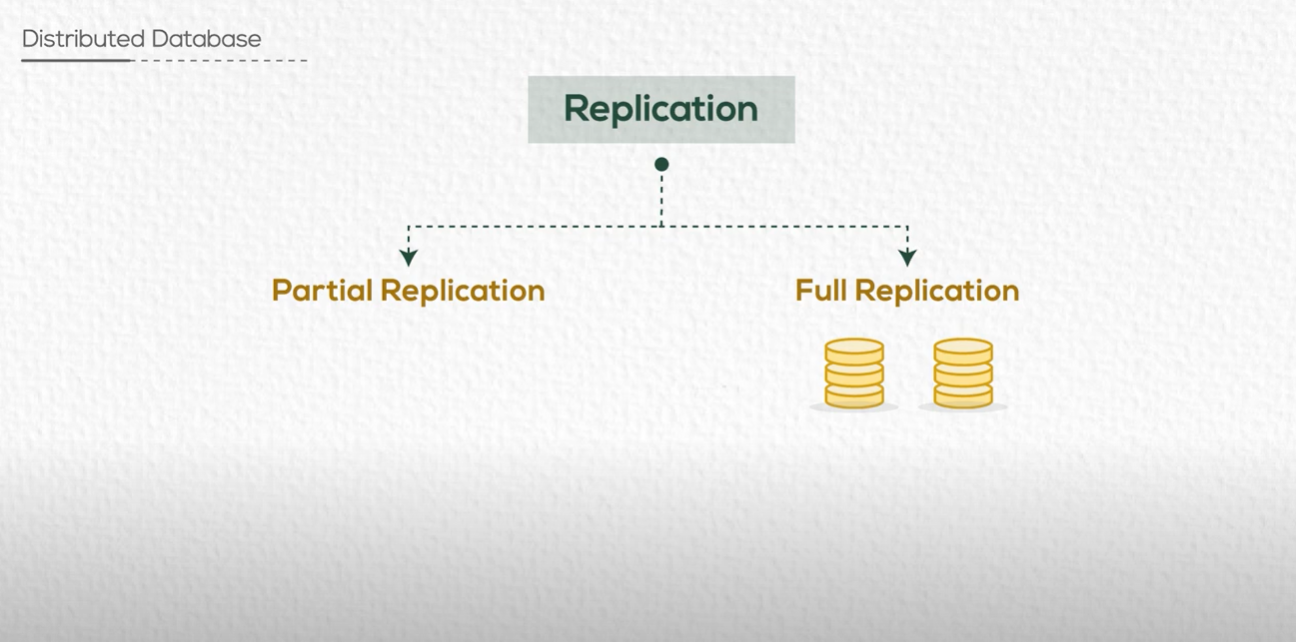 Distributed Database
Replication
Partial Replication
Full Replication